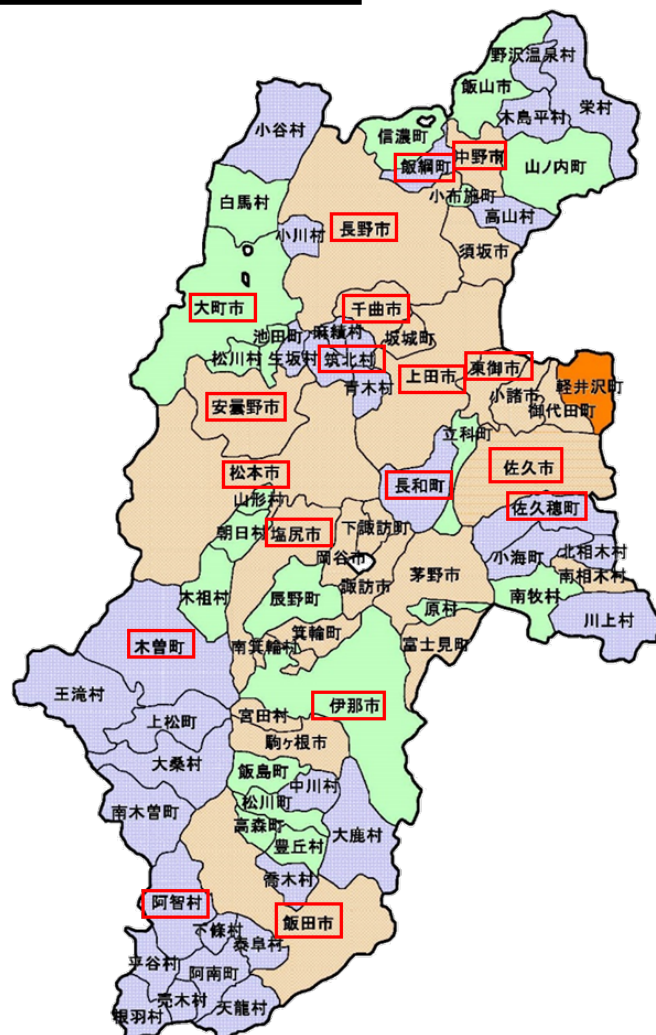 野沢温泉村
飯山市
栄村
木島平村
小谷村
信濃町
飯綱町
中野市
山ノ内町
白馬村
小布施町
高山村
小川村
長野市
須坂市
大町市
千曲市
池田町
麻績村
坂城町
松川村
生坂村
筑北村
青木村
上田市
東御市
軽井沢町
小諸市
御代田町
安曇野市
立科町
松本市
佐久市
長和町
山形村
佐久穂町
朝日村
塩尻市
下諏訪町
岡谷市
小海町
北相木村
南相木村
諏訪市
茅野市
木祖村
辰野町
原村
南牧村
川上村
木曽町
南箕輪村
箕輪町
富士見町
王滝村
上松町
宮田村
伊那市
大桑村
駒ヶ根市
飯島町
中川村
南木曽町
松川町
高森町
大鹿村
豊丘村
喬木村
阿智村
飯田市
下條村
泰阜村
平谷村
阿南町
売木村
天龍村
根羽村